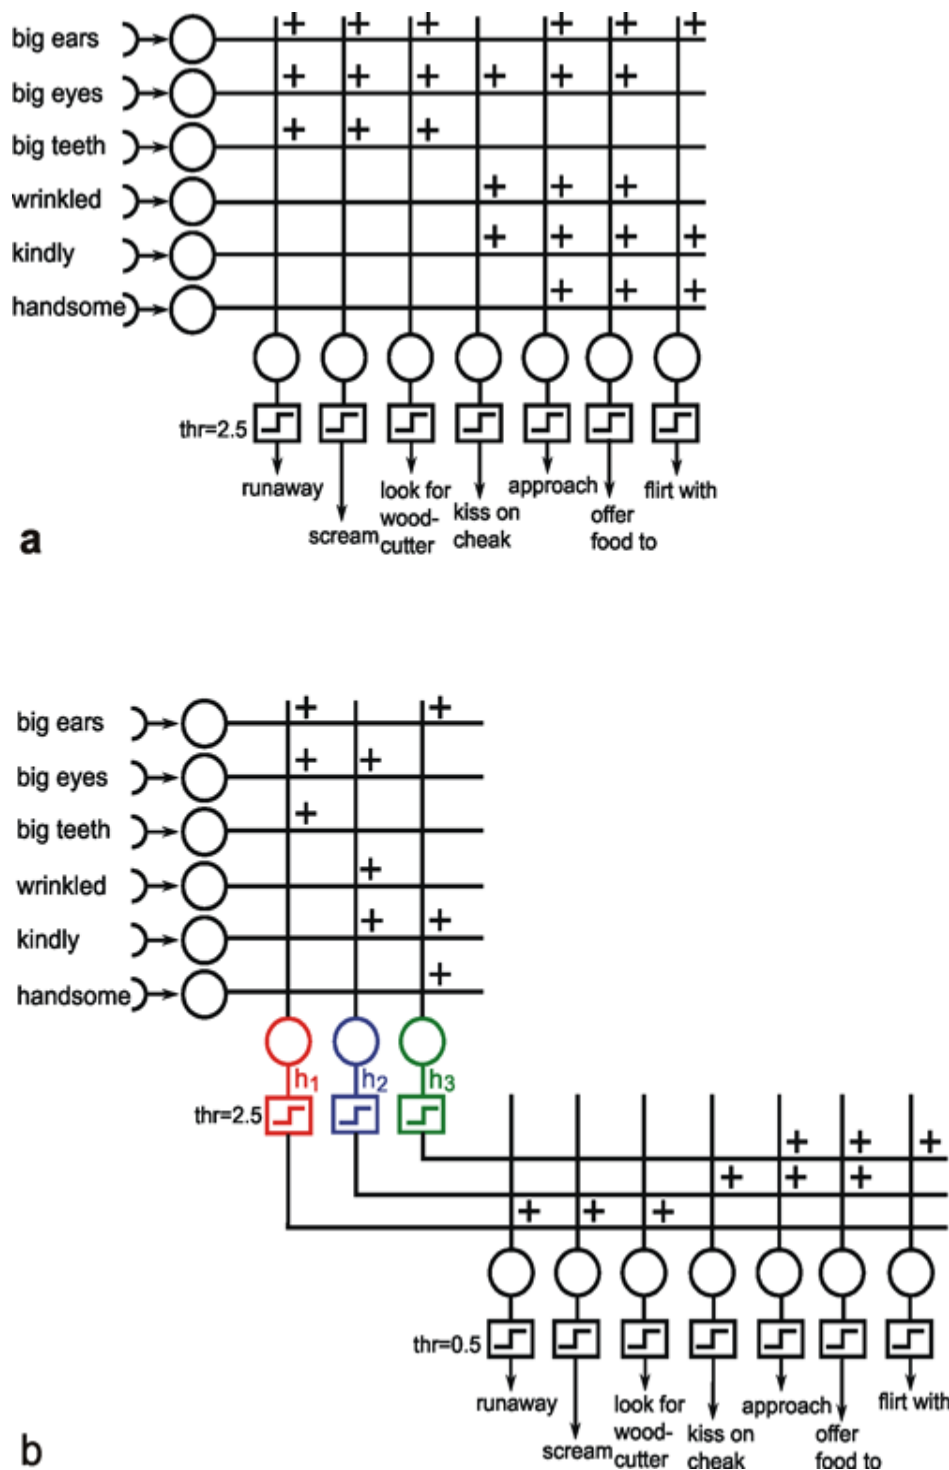 big ears
big eyes
big teeth
wrinkled
kindly
handsome
thr=2.5
runaway
scream
look for
wood-
cutter
kiss on
cheak
approach
offer
food to
flirt with
a
big ears
big eyes
big teeth
wrinkled
kindly
handsome
h1
h2
h3
thr=2.5
thr=0.5
runaway
scream
look for
wood-
cutter
kiss on
cheak
approach
offer
food to
flirt with
b